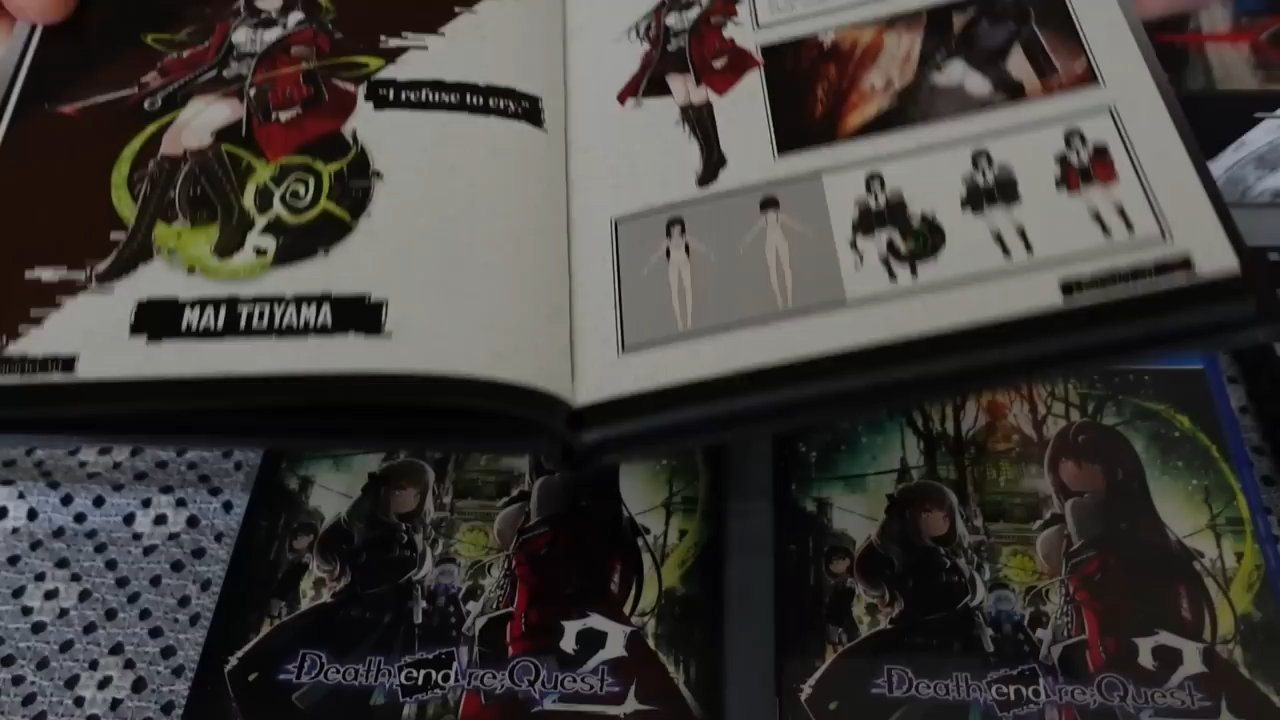 "I refuse to cry."
MAI TOYAMA
Death end re;Quest
2
Death end re;Quest
2